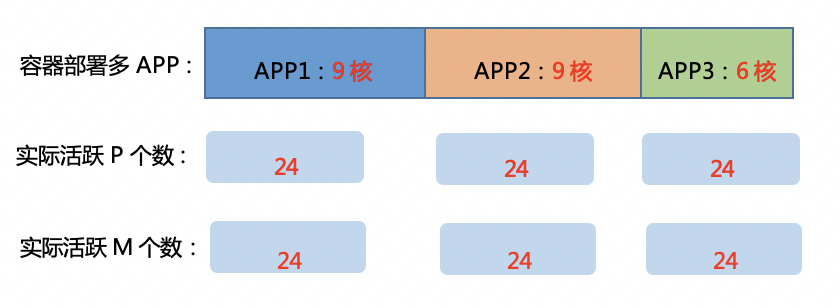 容器部署多 APP： APP1：9 核 APP2：9 核 APP3：6 核
实际活跃 P 个数： 24 24 24
实际活跃 M 个数： 24 24 24